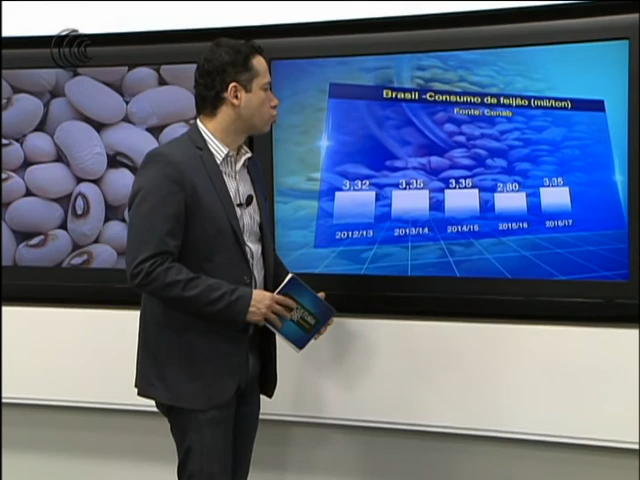 Brasil -Consumo de feijão (mil/ton)
Fonte: Conab
3,32 3,35 3,35 2,80 3,35
2012/13 2013/14 2014/15 2015/16 2016/17